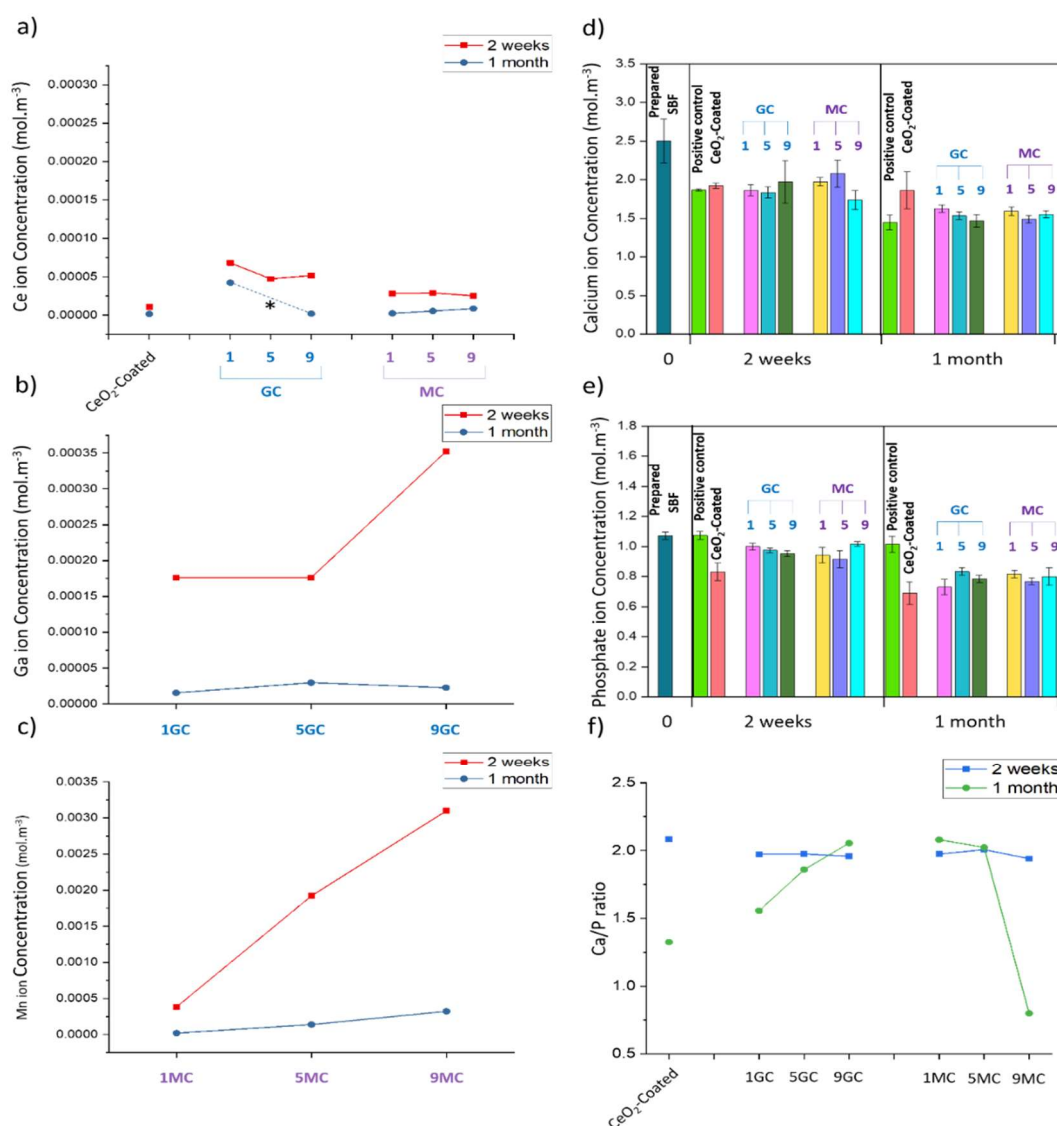 a)
2 weeks
1 month
Ce ion Concentration (mol.m⁻³)
0.00030
0.00025
0.00020
0.00015
0.00010
0.00005
0.00000
*
CeO₂-Coated
1 5 9
GC
1 5 9
MC
b)
2 weeks
1 month
Ga ion Concentration (mol.m⁻³)
0.00035
0.00030
0.00025
0.00020
0.00015
0.00010
0.00005
0.00000
1GC 5GC 9GC
c)
2 weeks
1 month
Mn ion Concentration (mol.m⁻³)
0.0035
0.0030
0.0025
0.0020
0.0015
0.0010
0.0005
0.0000
1MC 5MC 9MC
d)
Calcium ion Concentration (mol.m⁻³)
3.5
3.0
2.5
2.0
1.5
1.0
0.5
0.0
Prepared
SBF
Positive control
CeO₂-Coated
GC
1 5 9
MC
1 5 9
Positive control
CeO₂-Coated
GC
1 5 9
MC
1 5 9
0 2 weeks 1 month
e)
Phosphate ion Concentration (mol.m⁻³)
1.8
1.6
1.4
1.2
1.0
0.8
0.6
0.4
0.2
0.0
Prepared
SBF
Positive control
CeO₂-Coated
GC
1 5 9
MC
1 5 9
Positive control
CeO₂-Coated
GC
1 5 9
MC
1 5 9
0 2 weeks 1 month
f)
2 weeks
1 month
Ca/P ratio
2.5
2.0
1.5
1.0
0.5
CeO₂-Coated
1GC 5GC 9GC 1MC 5MC 9MC